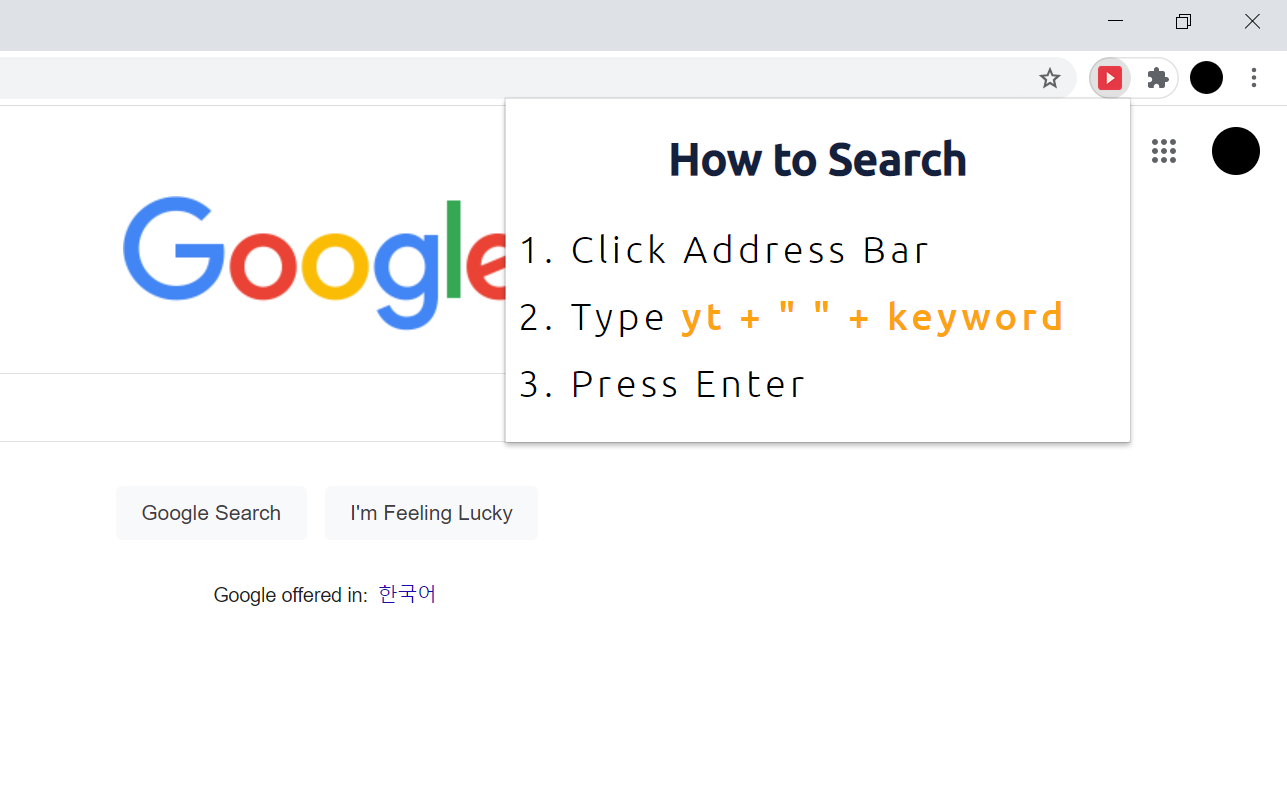 How to Search
Google
1. Click Address Bar
2. Type yt + " " + keyword
3. Press Enter
Google Search
I'm Feeling Lucky
Google offered in: 한국어